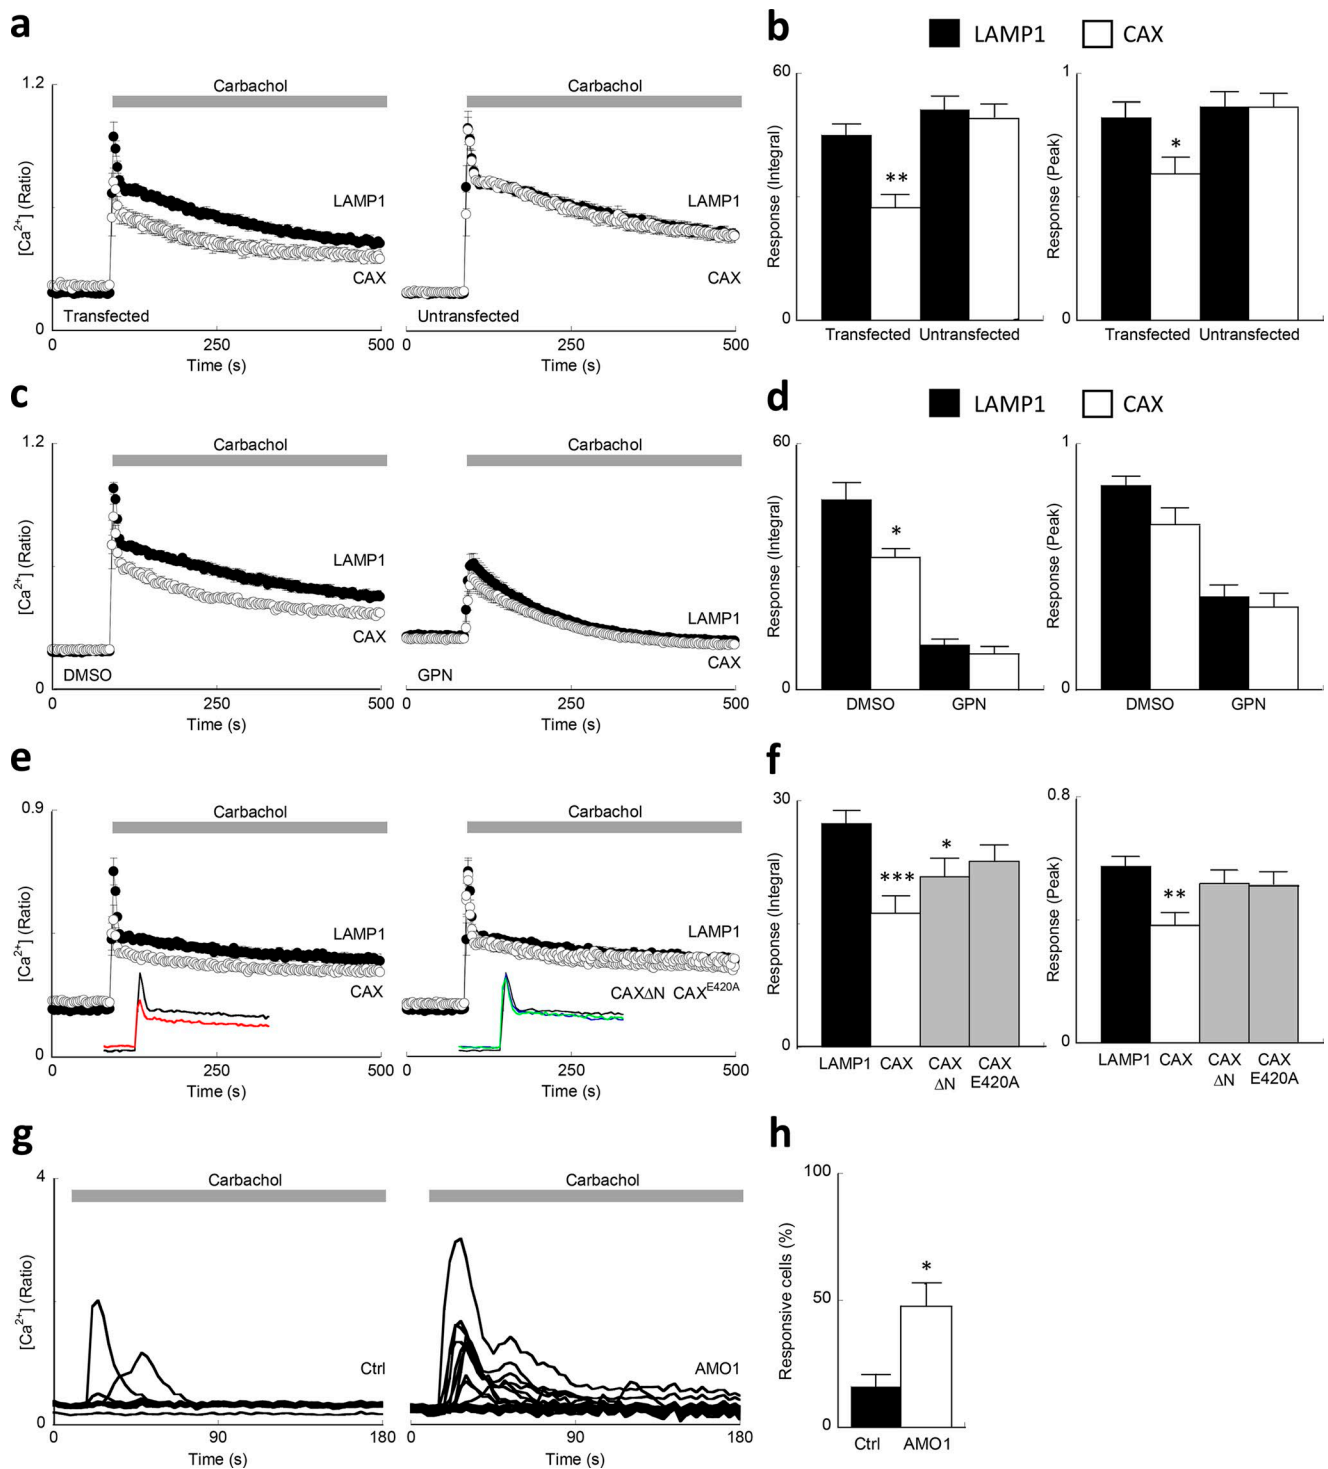 a
b
LAMP1 CAX
1.2
Carbachol
Carbachol
[Ca2+] (Ratio)
LAMP1
CAX
Transfected
0
0 250 500
Time (s)
LAMP1
CAX
Untransfected
250 500
Time (s)
60
Response (Integral)
**
0
Transfected Untransfected
1
Response (Peak)
*
0
Transfected Untransfected
c
d
LAMP1 CAX
1.2
Carbachol
Carbachol
[Ca2+] (Ratio)
LAMP1
CAX
DMSO
0
0 250 500
Time (s)
LAMP1
CAX
GPN
0 250 500
Time (s)
60
Response (Integral)
*
0
DMSO GPN
1
Response (Peak)
0
DMSO GPN
e
f
0.9
Carbachol
Carbachol
[Ca2+] (Ratio)
LAMP1
CAX
0
0 250 500
Time (s)
LAMP1
CAXΔN CAXE420A
0 250 500
Time (s)
30
Response (Integral)
***
*
0
LAMP1 CAX CAX CAX
ΔN E420A
0.8
Response (Peak)
**
0
LAMP1 CAX CAX CAX
ΔN E420A
g
h
4
Carbachol
Carbachol
[Ca2+] (Ratio)
Ctrl
0
0 90 180
Time (s)
AMO1
0 90 180
Time (s)
100
Responsive cells (%)
50
*
0
Ctrl AMO1